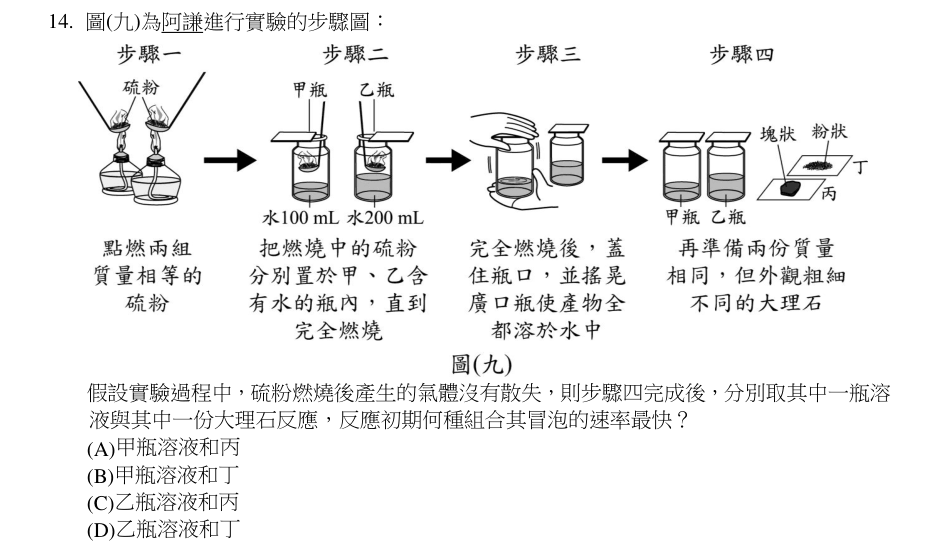 14. 圖(九)為阿謙進行實驗的步驟圖：
步驟一 步驟二 步驟三 步驟四
硫粉
甲瓶 乙瓶
水100 mL 水200 mL
塊狀 粉狀
丁
丙
甲瓶 乙瓶
點燃兩組
質量相等的
硫粉
把燃燒中的硫粉
分別置於甲、乙含
有水的瓶內，直到
完全燃燒
完全燃燒後，蓋
住瓶口，並搖晃
廣口瓶使產物全
都溶於水中
再準備兩份質量
相同，但外觀粗細
不同的大理石
圖(九)
假設實驗過程中，硫粉燃燒後產生的氣體沒有散失，則步驟四完成後，分別取其中一瓶溶
液與其中一份大理石反應，反應初期何種組合其冒泡的速率最快？
(A)甲瓶溶液和丙
(B)甲瓶溶液和丁
(C)乙瓶溶液和丙
(D)乙瓶溶液和丁